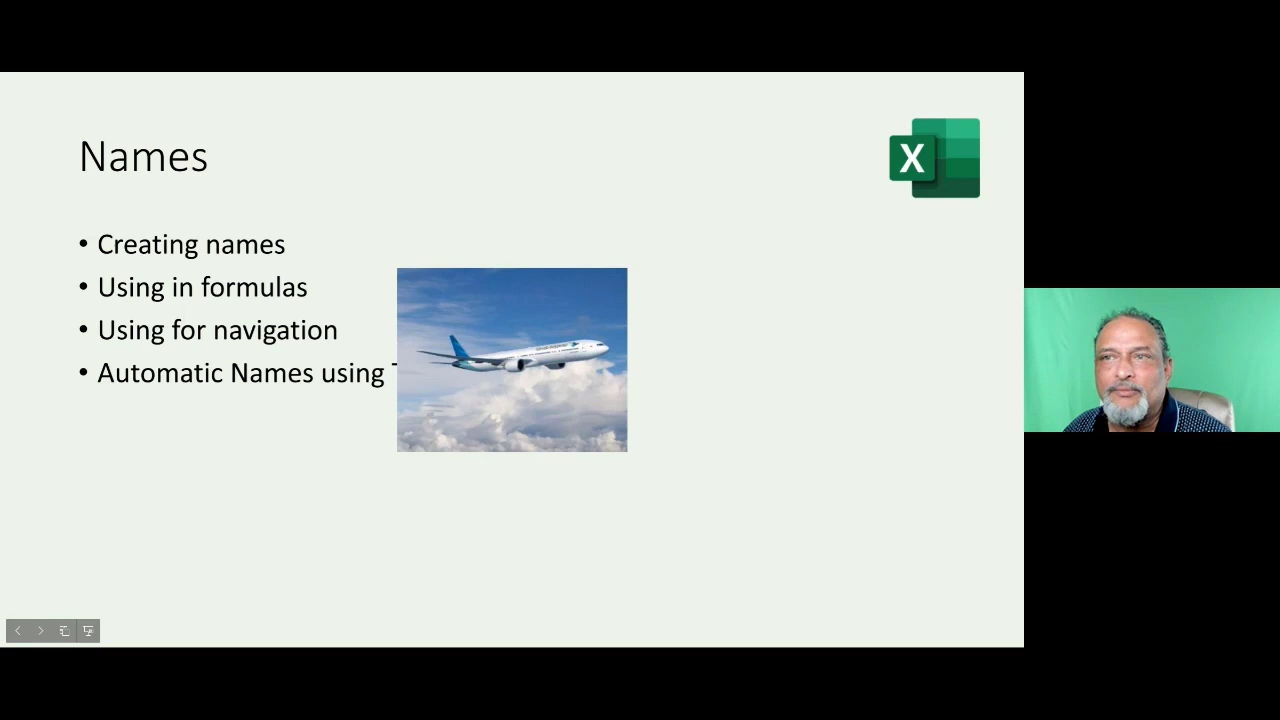 Names
X
• Creating names
• Using in formulas
• Using for navigation
• Automatic Names using